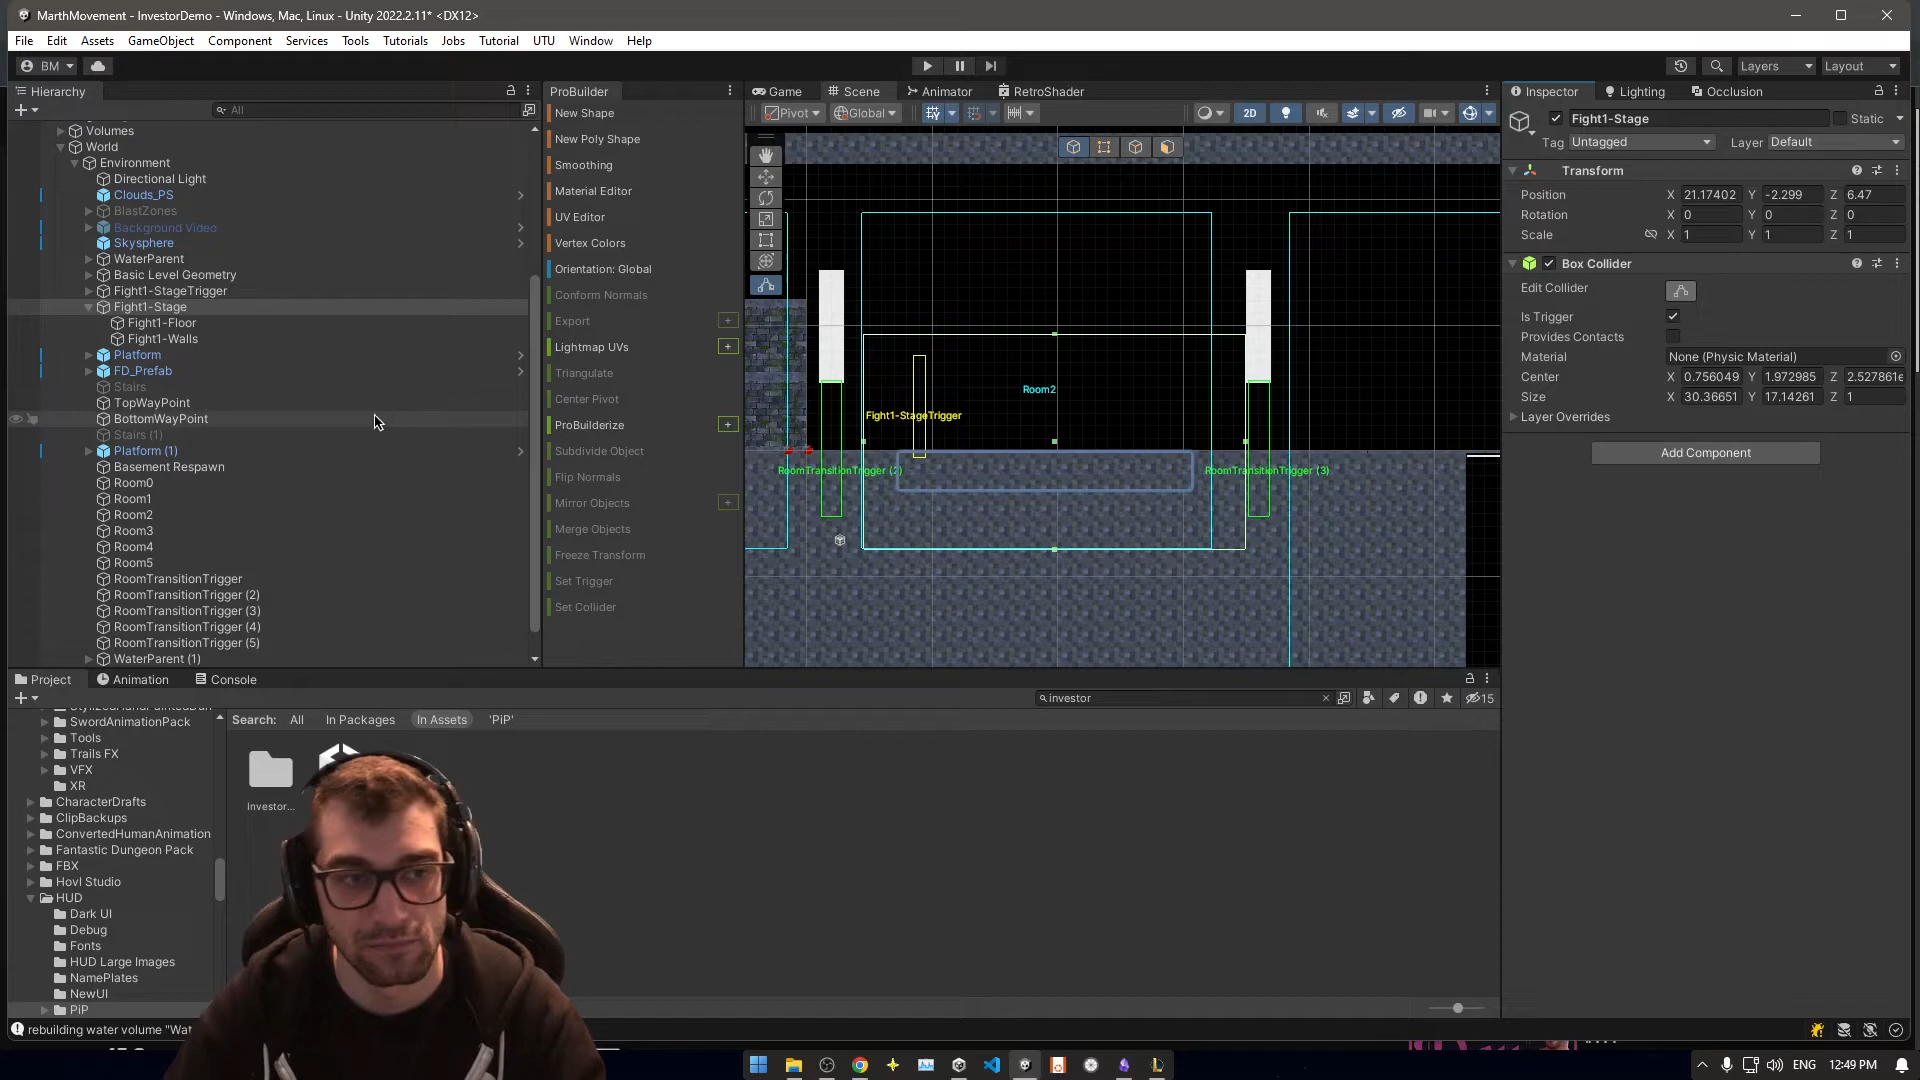 MarthMovement - InvestorDemo - Windows, Mac, Linux - Unity 2022.2.11* <DX12>
File Edit Assets GameObject Component Services Tools Tutorials Jobs Tutorial UTU Window Help
BM
Layers
Layout
Hierarchy
All
Volumes
World
Environment
Directional Light
Clouds_PS
BlastZones
Background Video
Skysphere
WaterParent
Basic Level Geometry
Fight1-StageTrigger
Fight1-Stage
Fight1-Floor
Fight1-Walls
Platform
FD_Prefab
Stairs
TopWayPoint
BottomWayPoint
Stairs (1)
Platform (1)
Basement Respawn
Room0
Room1
Room2
Room3
Room4
Room5
RoomTransitionTrigger
RoomTransitionTrigger (2)
RoomTransitionTrigger (3)
RoomTransitionTrigger (4)
RoomTransitionTrigger (5)
WaterParent (1)
ProBuilder
New Shape
New Poly Shape
Smoothing
Material Editor
UV Editor
Vertex Colors
Orientation: Global
Conform Normals
Export
Lightmap UVs
Triangulate
Center Pivot
ProBuilderize
Subdivide Object
Flip Normals
Mirror Objects
Merge Objects
Freeze Transform
Set Trigger
Set Collider
Game Scene Animator RetroShader
Pivot Global 2D
Room2
Fight1-StageTrigger
RoomTransitionTrigger (2)
RoomTransitionTrigger (3)
Inspector Lighting Occlusion
Fight1-Stage Static
Tag Untagged Layer Default
Transform
Position X 21.17402 Y -2.299 Z 6.47
Rotation X 0 Y 0 Z 0
Scale X 1 Y 1 Z 1
Box Collider
Edit Collider
Is Trigger
Provides Contacts
Material None (Physic Material)
Center X 0.756049 Y 1.972985 Z 2.527861e
Size X 30.36651 Y 17.14261 Z 1
Layer Overrides
Add Component
Project Animation Console
investor
15
Search: All In Packages In Assets 'PiP'
SwordAnimationPack
Tools
Trails FX
VFX
XR
CharacterDrafts
ClipBackups
ConvertedHumanAnimation
Fantastic Dungeon Pack
FBX
Hovl Studio
HUD
Dark UI
Debug
Fonts
HUD Large Images
NamePlates
NewUI
PiP
Investor...
rebuilding water volume "Wat
ENG 12:49 PM